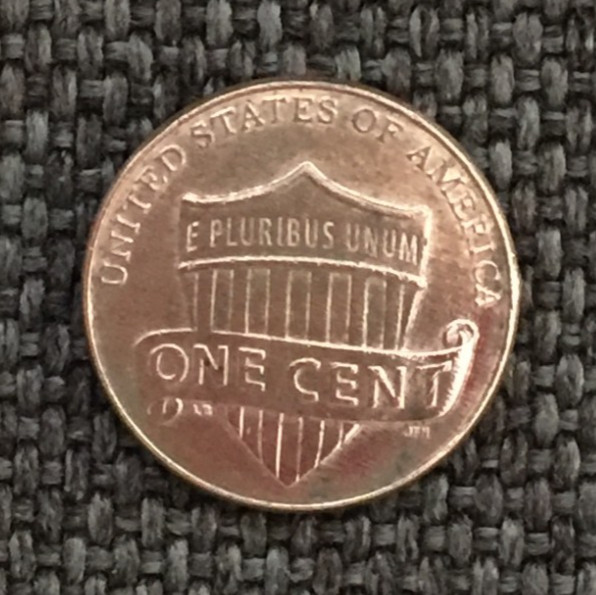 UNITED STATES OF AMERICA
E PLURIBUS UNUM
ONE CENT